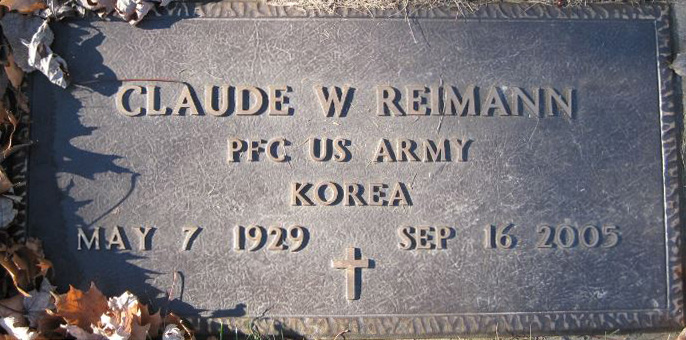 CLAUDE W REIMANN
PFC US ARMY
KOREA
MAY 7 1929 SEP 16 2005